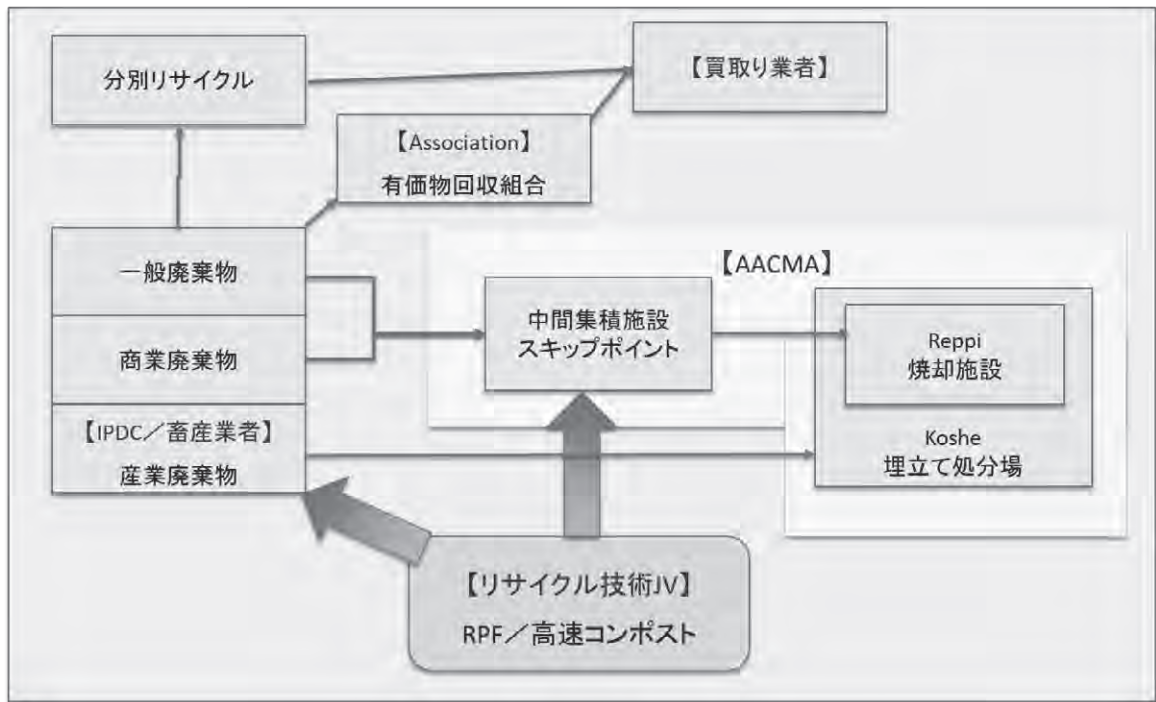 分別リサイクル
【買取り業者】
【Association】
有価物回収組合
一般廃棄物
商業廃棄物
【IPDC／畜産業者】
産業廃棄物
【AACMA】
中間集積施設
スキップポイント
Reppi
焼却施設
Koshe
埋立て処分場
【リサイクル技術JV】
RPF／高速コンポスト